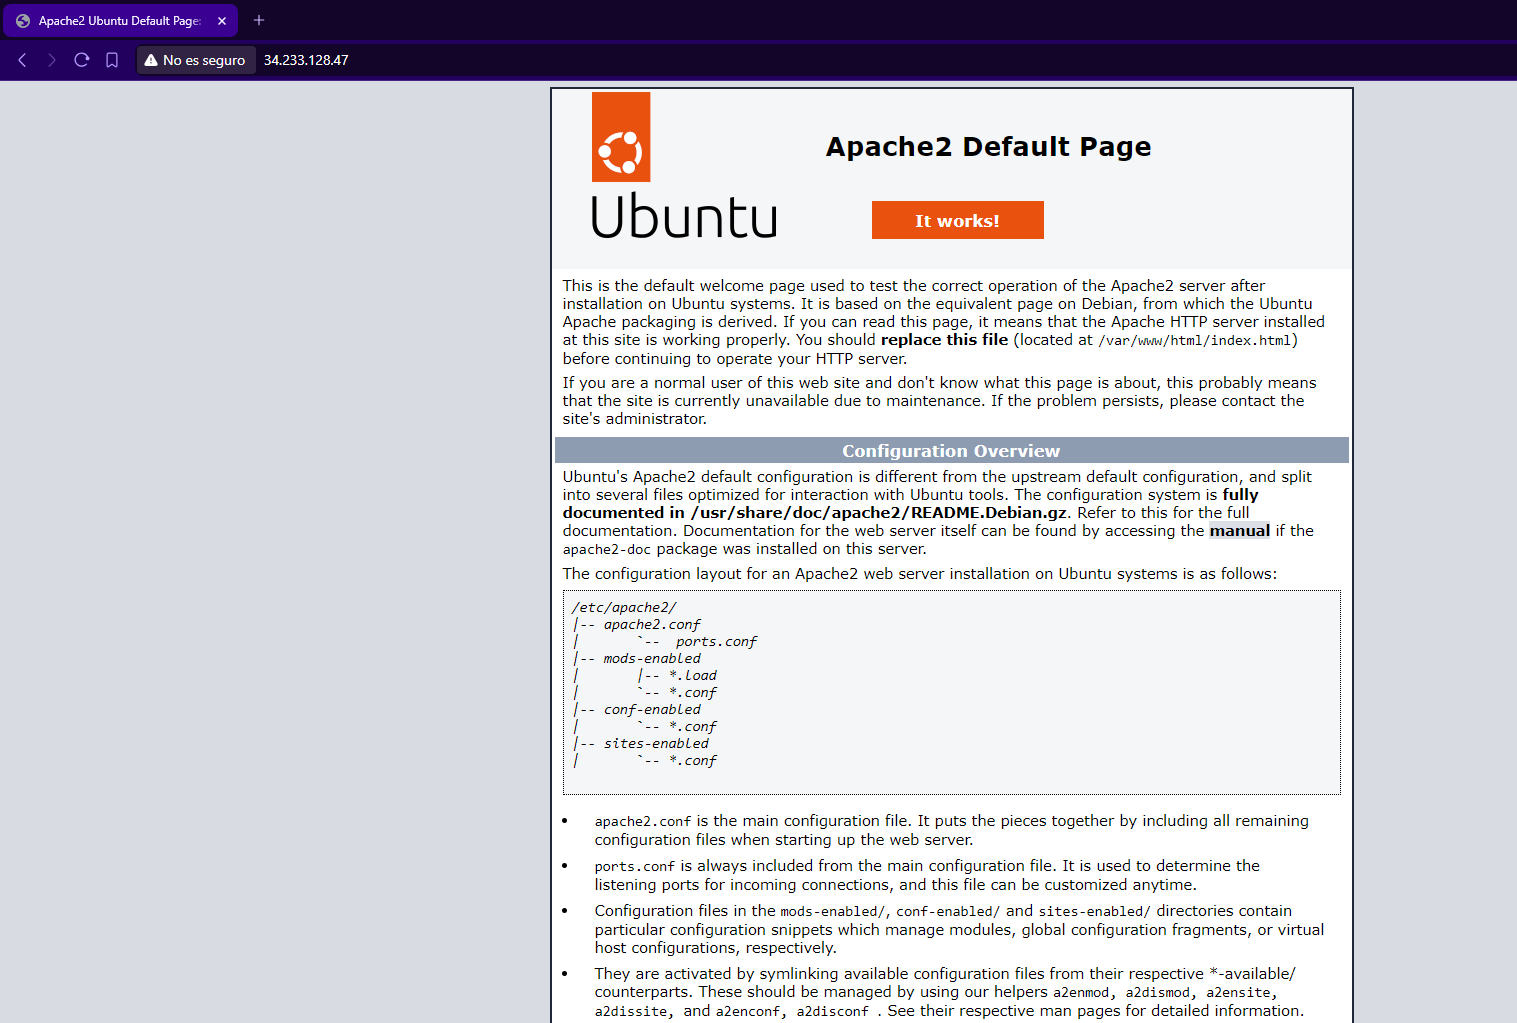 Apache2 Ubuntu Default Page:
No es seguro
34.233.128.47
Ubuntu
Apache2 Default Page
It works!
This is the default welcome page used to test the correct operation of the Apache2 server after
installation on Ubuntu systems. It is based on the equivalent page on Debian, from which the Ubuntu
Apache packaging is derived. If you can read this page, it means that the Apache HTTP server installed
at this site is working properly. You should replace this file (located at /var/www/html/index.html)
before continuing to operate your HTTP server.
If you are a normal user of this web site and don't know what this page is about, this probably means
that the site is currently unavailable due to maintenance. If the problem persists, please contact the
site's administrator.
Configuration Overview
Ubuntu's Apache2 default configuration is different from the upstream default configuration, and split
into several files optimized for interaction with Ubuntu tools. The configuration system is fully
documented in /usr/share/doc/apache2/README.Debian.gz. Refer to this for the full
documentation. Documentation for the web server itself can be found by accessing the manual if the
apache2-doc package was installed on this server.
The configuration layout for an Apache2 web server installation on Ubuntu systems is as follows:
/etc/apache2/
|-- apache2.conf
|       `--  ports.conf
|-- mods-enabled
|       |-- *.load
|       `-- *.conf
|-- conf-enabled
|       `-- *.conf
|-- sites-enabled
|       `-- *.conf
• apache2.conf is the main configuration file. It puts the pieces together by including all remaining
configuration files when starting up the web server.
• ports.conf is always included from the main configuration file. It is used to determine the
listening ports for incoming connections, and this file can be customized anytime.
• Configuration files in the mods-enabled/, conf-enabled/ and sites-enabled/ directories contain
particular configuration snippets which manage modules, global configuration fragments, or virtual
host configurations, respectively.
• They are activated by symlinking available configuration files from their respective *-available/
counterparts. These should be managed by using our helpers a2enmod, a2dismod, a2ensite,
a2dissite, and a2enconf, a2disconf . See their respective man pages for detailed information.